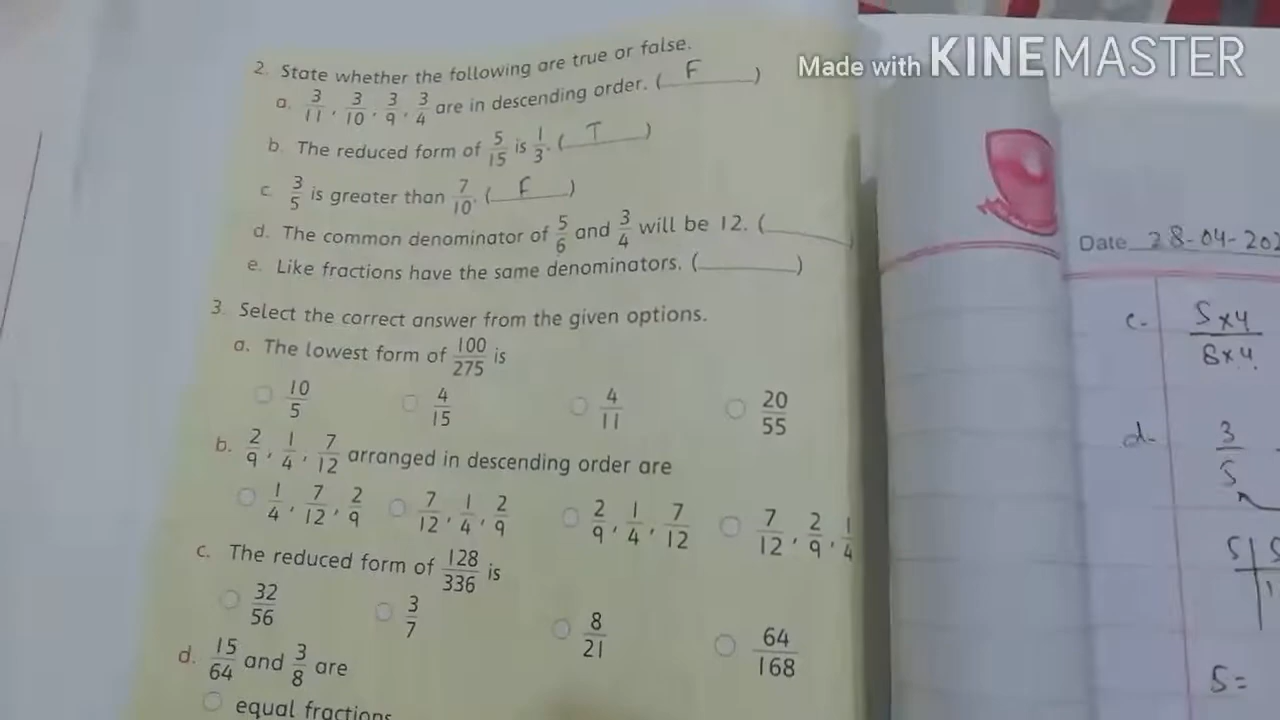 Made with KINEMASTER
2. State whether the following are true or false.
a. 3/11, 3/10, 3/9, 3/4 are in descending order. ( F )
b. The reduced form of 5/15 is 1/3. ( T )
c. 3/5 is greater than 7/10. ( F )
d. The common denominator of 5/6 and 3/4 will be 12. (
e. Like fractions have the same denominators. ( )
3. Select the correct answer from the given options.
a. The lowest form of 100/275 is
10/5 4/15 4/11 20/55
b. 2/9, 1/4, 7/12 arranged in descending order are
1/4, 7/12, 2/9 7/12, 1/4, 2/9 2/9, 1/4, 7/12 7/12, 2/9, 1/4
c. The reduced form of 128/336 is
32/56 3/7 8/21 64/168
d. 15/64 and 3/8 are
equal fractions
Date 28-04-202
c- 5×4/8×4
d- 3/5
5 =